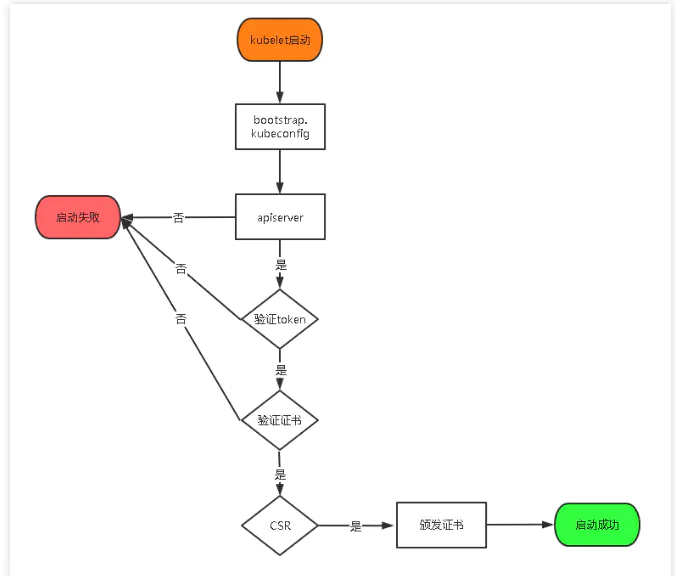 kubelet启动
bootstrap.
kubeconfig
启动失败
否
apiserver
是
否
验证token
否
是
验证证书
是
CSR
是
颁发证书
启动成功